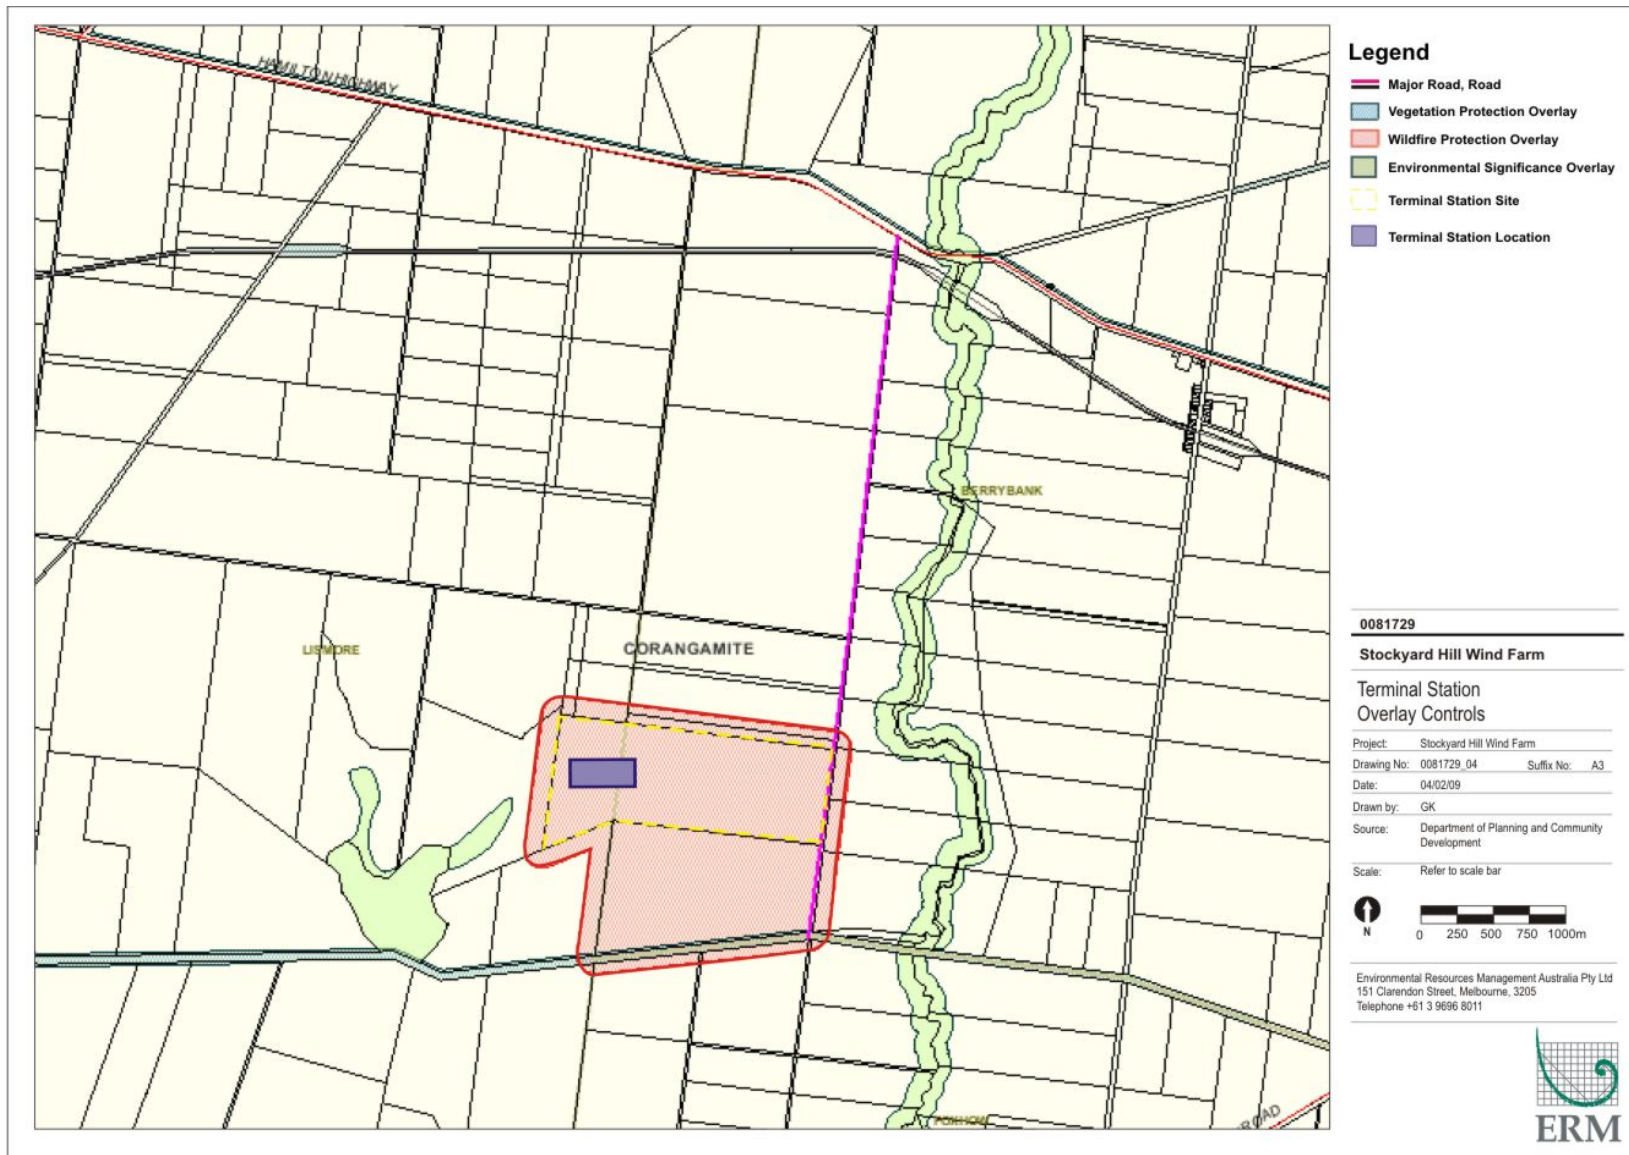 HAMILTON HIGHWAY
BERRYBANK
LISMORE
CORANGAMITE
FOXHOW
ROAD
Legend
Major Road, Road
Vegetation Protection Overlay
Wildfire Protection Overlay
Environmental Significance Overlay
Terminal Station Site
Terminal Station Location
0081729
Stockyard Hill Wind Farm
Terminal Station
Overlay Controls
Project: Stockyard Hill Wind Farm
Drawing No: 0081729_04 Suffix No: A3
Date: 04/02/09
Drawn by: GK
Source: Department of Planning and Community
Development
Scale: Refer to scale bar
N
0 250 500 750 1000m
Environmental Resources Management Australia Pty Ltd
151 Clarendon Street, Melbourne, 3205
Telephone +61 3 9696 8011
ERM